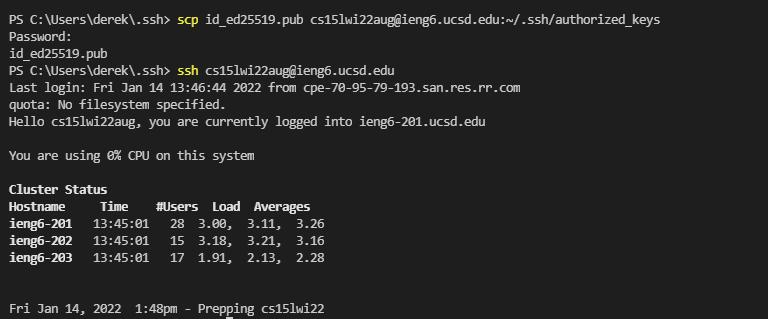 PS C:\Users\derek\.ssh> scp id_ed25519.pub cs15lwi22aug@ieng6.ucsd.edu:~/.ssh/authorized_keys
Password:
id_ed25519.pub
PS C:\Users\derek\.ssh> ssh cs15lwi22aug@ieng6.ucsd.edu
Last login: Fri Jan 14 13:46:44 2022 from cpe-70-95-79-193.san.res.rr.com
quota: No filesystem specified.
Hello cs15lwi22aug, you are currently logged into ieng6-201.ucsd.edu
You are using 0% CPU on this system
Cluster Status
Hostname     Time    #Users  Load  Averages
ieng6-201   13:45:01   28  3.00,  3.11,  3.26
ieng6-202   13:45:01   15  3.18,  3.21,  3.16
ieng6-203   13:45:01   17  1.91,  2.13,  2.28
Fri Jan 14, 2022  1:48pm - Prepping cs15lwi22